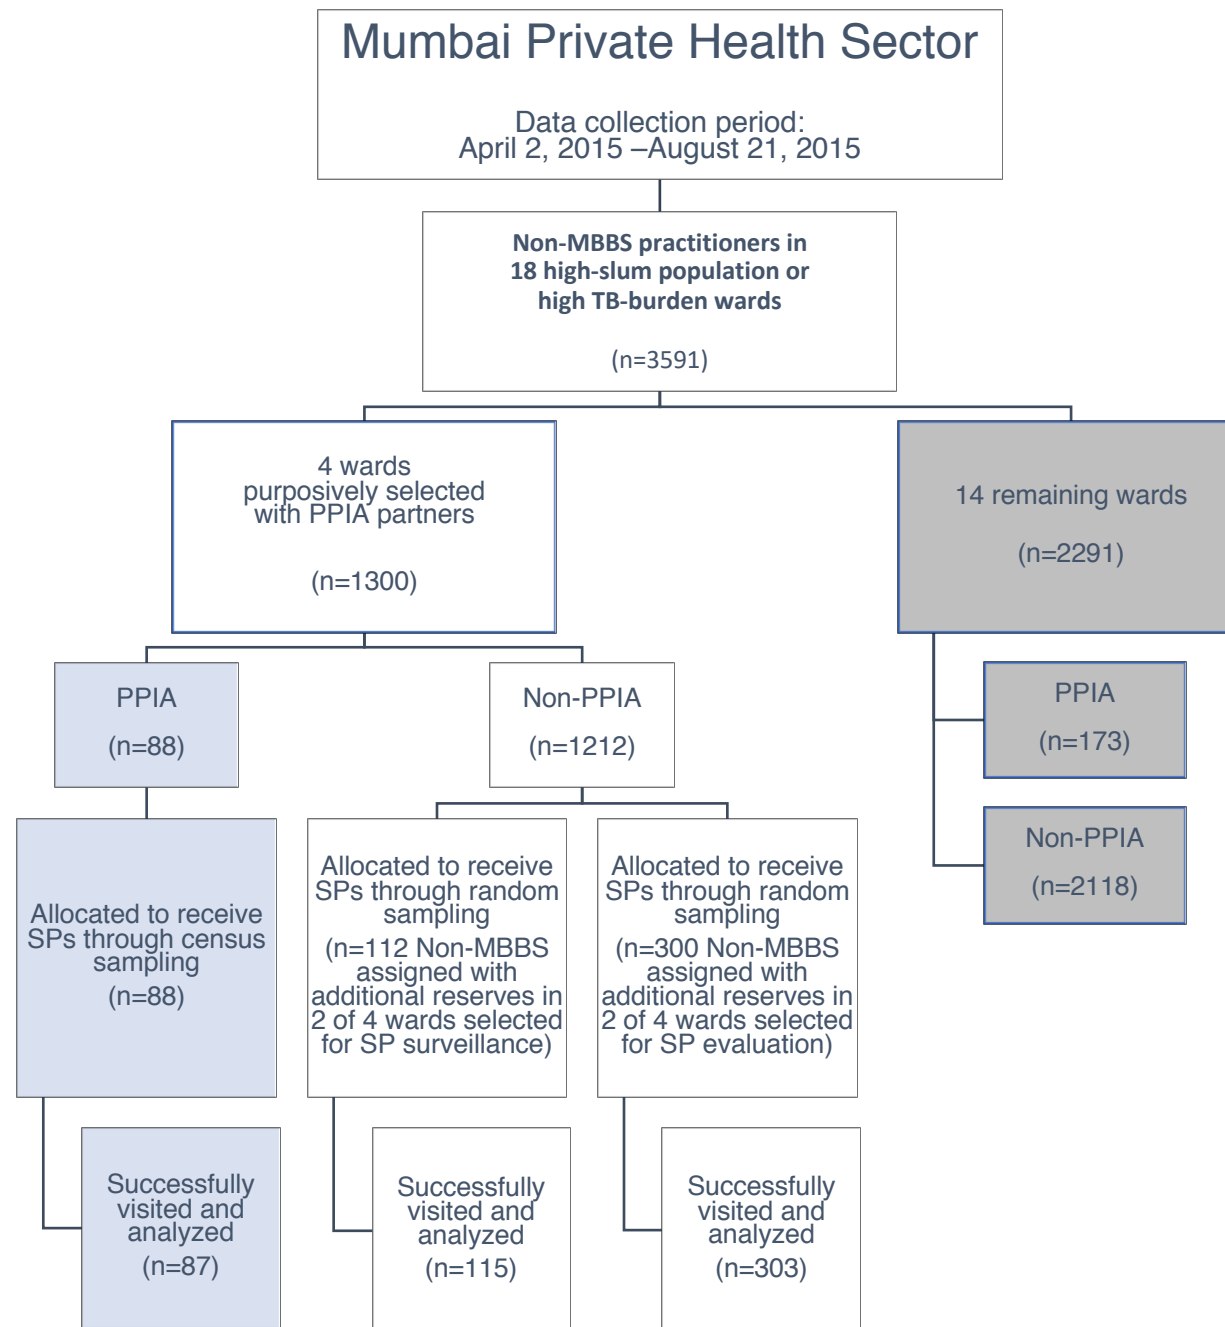 Mumbai Private Health Sector
Data collection period:
April 2, 2015 –August 21, 2015
Non-MBBS practitioners in
18 high-slum population or
high TB-burden wards
(n=3591)
4 wards
purposively selected
with PPIA partners
(n=1300)
14 remaining wards
(n=2291)
PPIA
(n=88)
Non-PPIA
(n=1212)
PPIA
(n=173)
Non-PPIA
(n=2118)
Allocated to receive
SPs through census
sampling
(n=88)
Allocated to receive
SPs through random
sampling
(n=112 Non-MBBS
assigned with
additional reserves in
2 of 4 wards selected
for SP surveillance)
Allocated to receive
SPs through random
sampling
(n=300 Non-MBBS
assigned with
additional reserves in
2 of 4 wards selected
for SP evaluation)
Successfully
visited and
analyzed
(n=87)
Successfully
visited and
analyzed
(n=115)
Successfully
visited and
analyzed
(n=303)